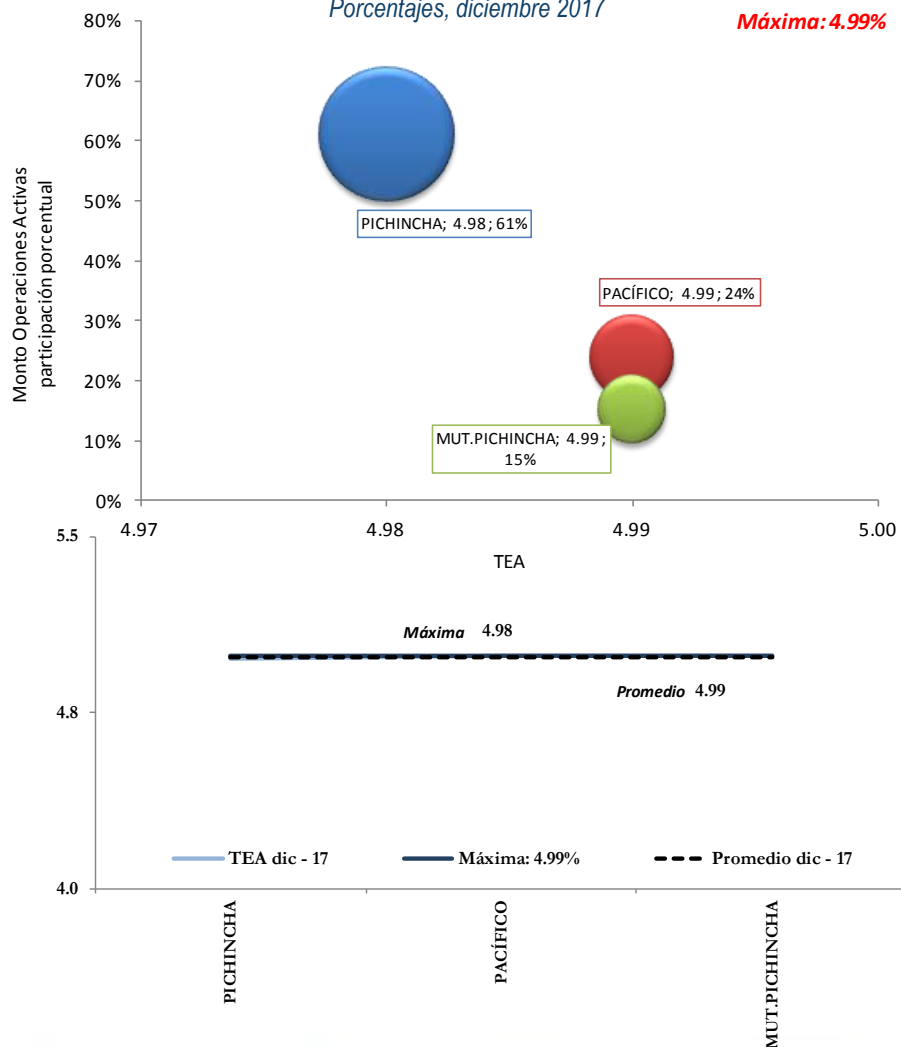 Porcentajes, diciembre 2017
Máxima: 4.99%
80%
70%
60%
50%
40%
30%
20%
10%
0%
Monto Operaciones Activas
participación porcentual
PICHINCHA; 4.98; 61%
PACÍFICO; 4.99; 24%
MUT.PICHINCHA; 4.99;
15%
4.97
4.98
4.99
5.00
TEA
5.5
4.8
4.0
Máxima 4.98
Promedio 4.99
TEA dic - 17
Máxima: 4.99%
Promedio dic - 17
PICHINCHA
PACÍFICO
MUT.PICHINCHA